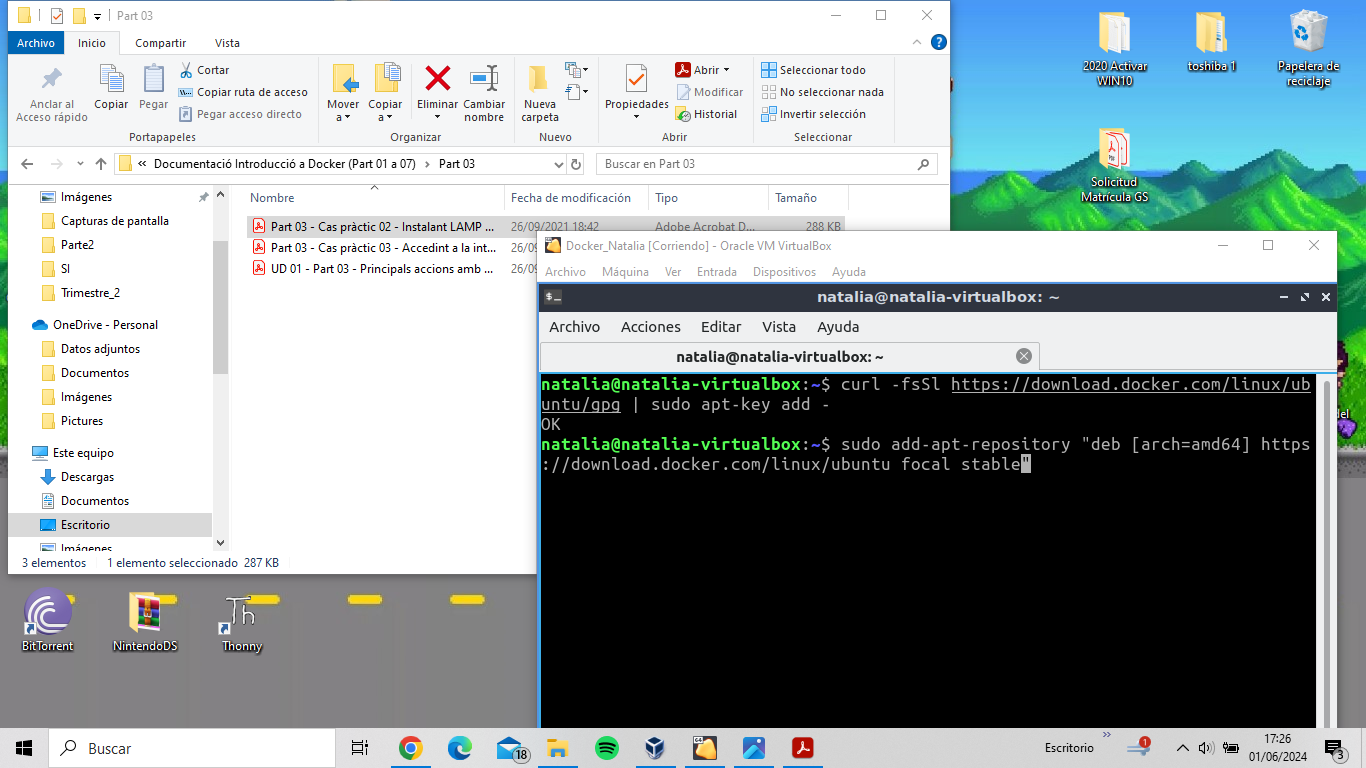 Part 03
Archivo Inicio Compartir Vista
Anclar al
Acceso rápido
Copiar
Pegar
Cortar
Copiar ruta de acceso
Pegar acceso directo
Mover
a
Copiar
a
Eliminar
Cambiar
nombre
Nueva
carpeta
Propiedades
Abrir
Modificar
Historial
Seleccionar todo
No seleccionar nada
Invertir selección
Portapapeles Organizar Nuevo Abrir Seleccionar
« Documentació Introducció a Docker (Part 01 a 07) › Part 03
Buscar en Part 03
Imágenes
Capturas de pantalla
Parte2
SI
Trimestre_2
OneDrive - Personal
Datos adjuntos
Documentos
Imágenes
Pictures
Este equipo
Descargas
Documentos
Escritorio
Imágenes
Nombre Fecha de modificación Tipo Tamaño
Part 03 - Cas pràctic 02 - Instalant LAMP ... 26/09/2021 18:42 Adobe Acrobat D... 288 KB
Part 03 - Cas pràctic 03 - Accedint a la int... 26/09
UD 01 - Part 03 - Principals accions amb ... 26/09
3 elementos 1 elemento seleccionado 287 KB
Docker_Natalia [Corriendo] - Oracle VM VirtualBox
Archivo Máquina Ver Entrada Dispositivos Ayuda
natalia@natalia-virtualbox: ~
Archivo Acciones Editar Vista Ayuda
natalia@natalia-virtualbox: ~
natalia@natalia-virtualbox:~$ curl -fsSl https://download.docker.com/linux/ub
untu/gpg | sudo apt-key add -
OK
natalia@natalia-virtualbox:~$ sudo add-apt-repository "deb [arch=amd64] https
://download.docker.com/linux/ubuntu focal stable"
2020 Activar
WIN10
toshiba 1
Papelera de
reciclaje
Solicitud
Matricula GS
del
BitTorrent
NintendoDS
Th
Thonny
Buscar
18
64
Escritorio
1
17:26
01/06/2024
3